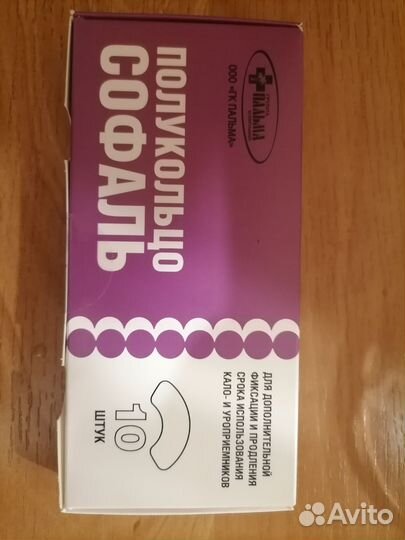 ПОЛУКОЛЬЦО
СОФАЛЬ
ПАЛЬМА
ООО «ГК ПАЛЬМА»
10
ШТУК
ДЛЯ ДОПОЛНИТЕЛЬНОЙ
ФИКСАЦИИ И ПРОДЛЕНИЯ
СРОКА ИСПОЛЬЗОВАНИЯ
КАЛО- И УРОПРИЕМНИКОВ
Avito